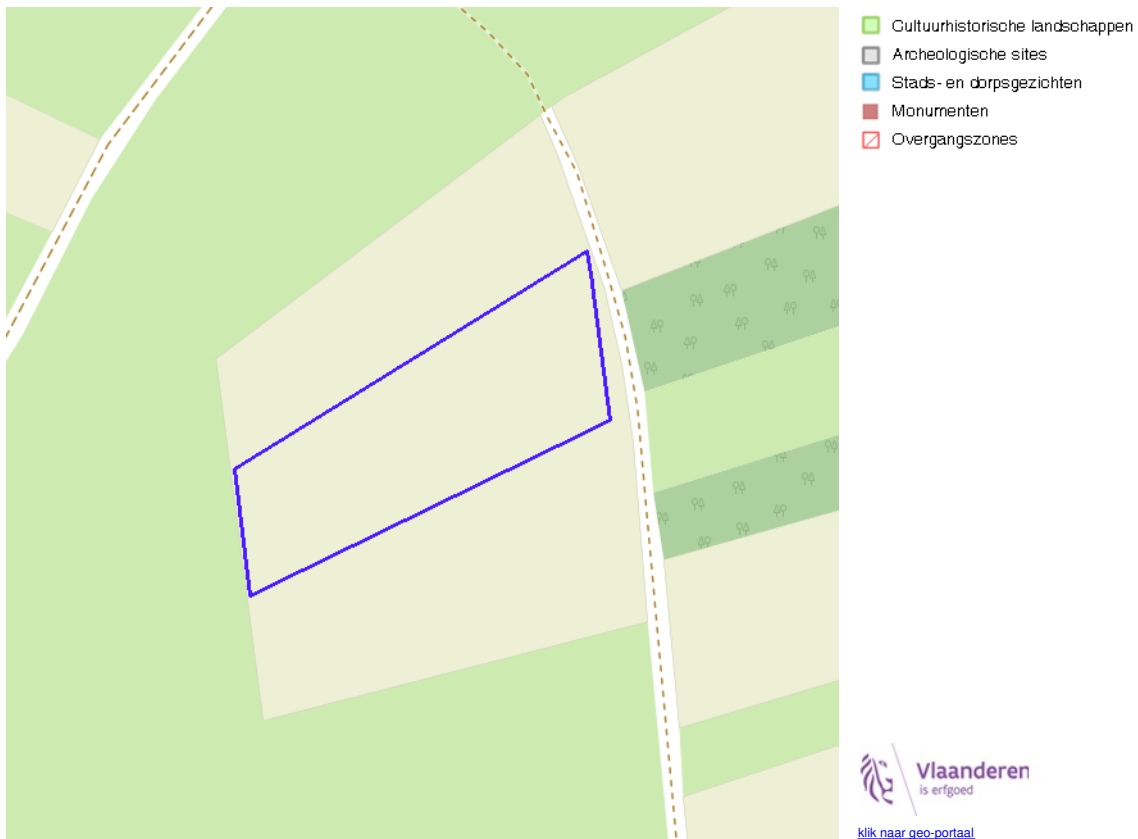 Cultuurhistorische landschappen
Archeologische sites
Stads- en dorpsgezichten
Monumenten
Overgangszones
Vlaanderen
is erfgoed
klik naar geo-portaal